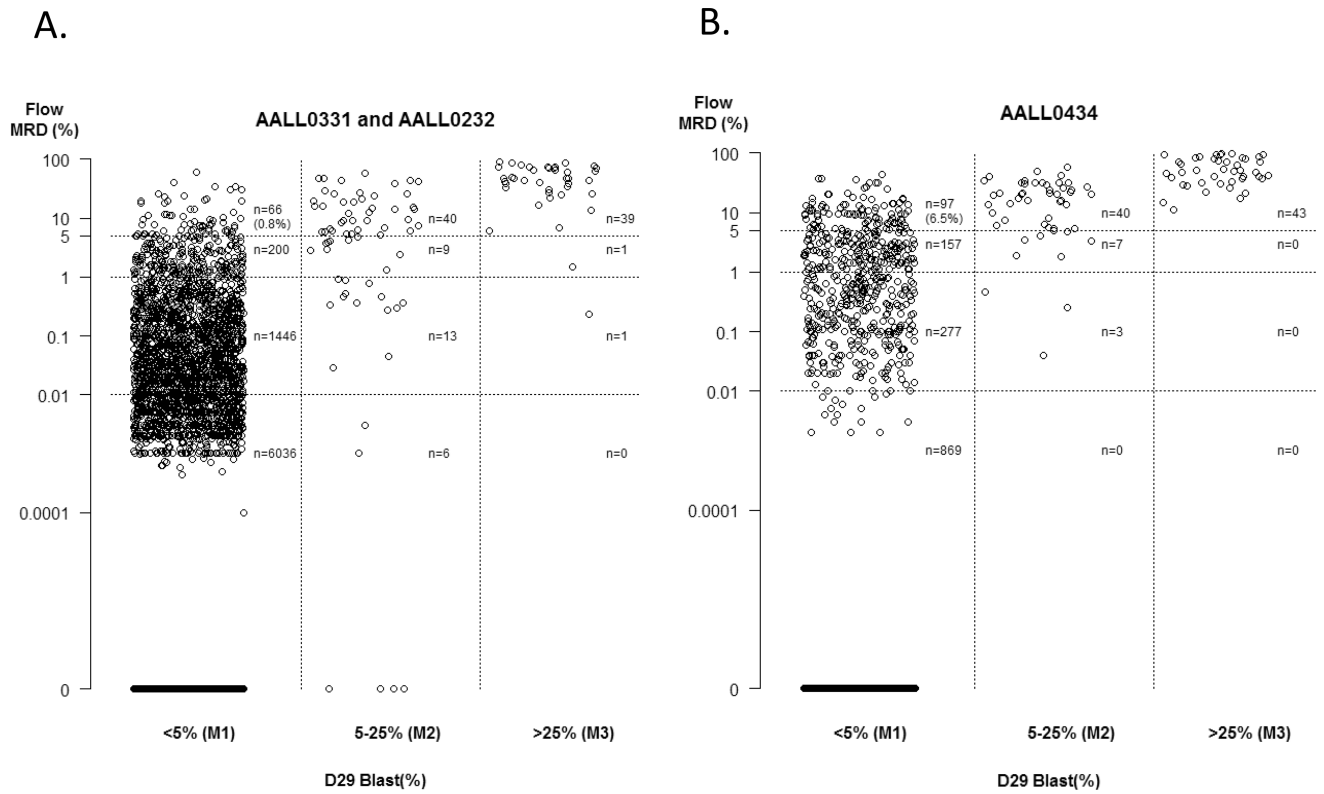 A.
AALL0331 and AALL0232
Flow
MRD (%)
100
10
5
1
0.1
0.01
0.0001
0
n=66
(0.8%)
n=200
n=1446
n=6036
n=40
n=9
n=13
n=6
n=39
n=1
n=1
n=0
<5% (M1)
5-25% (M2)
>25% (M3)
D29 Blast(%)
B.
AALL0434
Flow
MRD (%)
100
10
5
1
0.1
0.01
0.0001
0
n=97
(6.5%)
n=157
n=277
n=869
n=40
n=7
n=3
n=0
n=43
n=0
n=0
n=0
<5% (M1)
5-25% (M2)
>25% (M3)
D29 Blast(%)